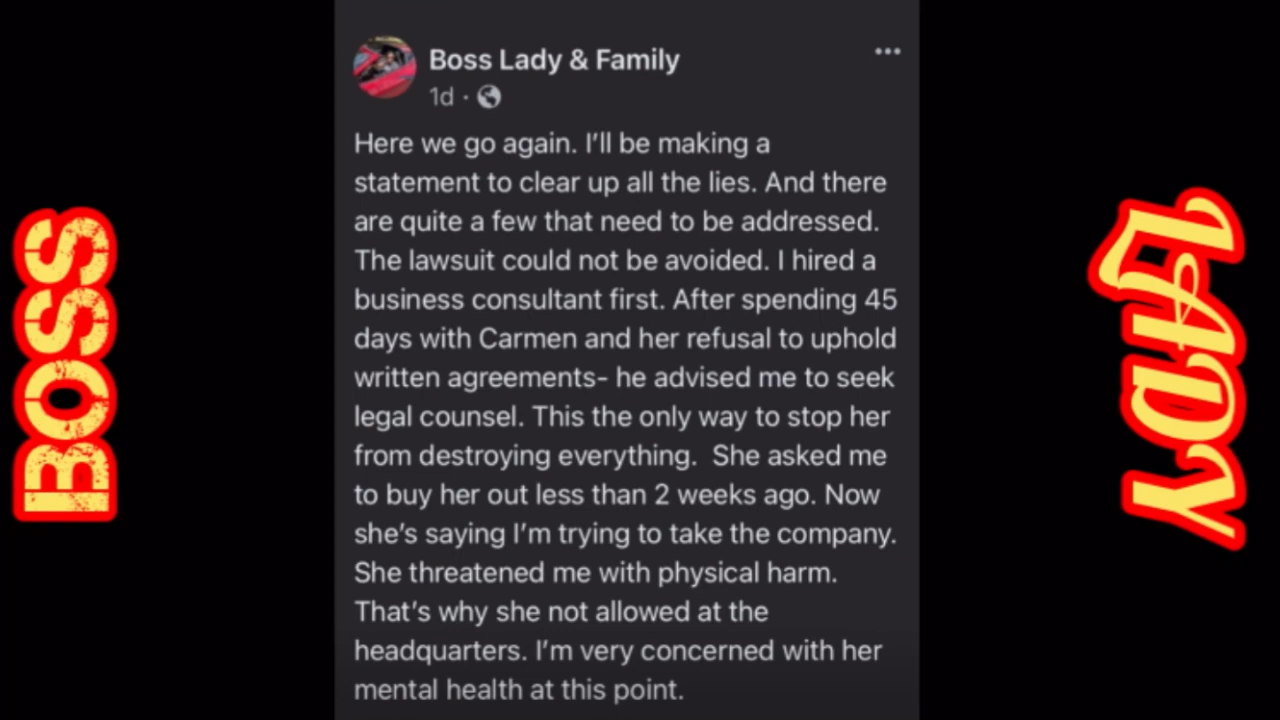 BOSS
Boss Lady & Family
1d ·
Here we go again. I'll be making a
statement to clear up all the lies. And there
are quite a few that need to be addressed.
The lawsuit could not be avoided. I hired a
business consultant first. After spending 45
days with Carmen and her refusal to uphold
written agreements- he advised me to seek
legal counsel. This the only way to stop her
from destroying everything.  She asked me
to buy her out less than 2 weeks ago. Now
she's saying I'm trying to take the company.
She threatened me with physical harm.
That's why she not allowed at the
headquarters. I'm very concerned with her
mental health at this point.
LADY